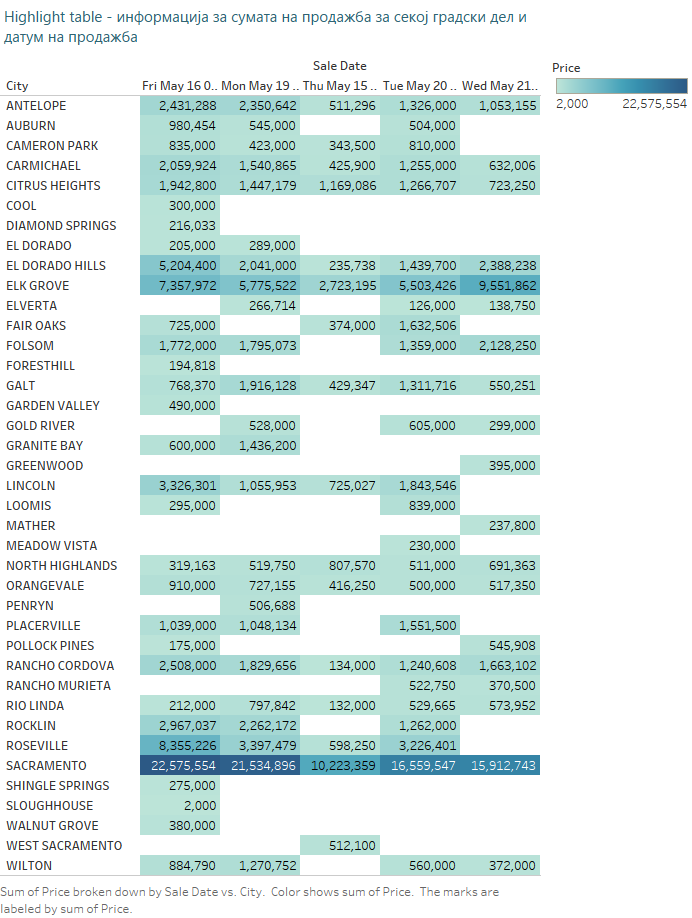 Highlight table - информација за сумата на продажба за секој градски дел и
датум на продажба
Sale Date
City Fri May 16 0.. Mon May 19 .. Thu May 15 .. Tue May 20 .. Wed May 21..
ANTELOPE 2,431,288 2,350,642 511,296 1,326,000 1,053,155
AUBURN 980,454 545,000 504,000
CAMERON PARK 835,000 423,000 343,500 810,000
CARMICHAEL 2,059,924 1,540,865 425,900 1,255,000 632,006
CITRUS HEIGHTS 1,942,800 1,447,179 1,169,086 1,266,707 723,250
COOL 300,000
DIAMOND SPRINGS 216,033
EL DORADO 205,000 289,000
EL DORADO HILLS 5,204,400 2,041,000 235,738 1,439,700 2,388,238
ELK GROVE 7,357,972 5,775,522 2,723,195 5,503,426 9,551,862
ELVERTA 266,714 126,000 138,750
FAIR OAKS 725,000 374,000 1,632,506
FOLSOM 1,772,000 1,795,073 1,359,000 2,128,250
FORESTHILL 194,818
GALT 768,370 1,916,128 429,347 1,311,716 550,251
GARDEN VALLEY 490,000
GOLD RIVER 528,000 605,000 299,000
GRANITE BAY 600,000 1,436,200
GREENWOOD 395,000
LINCOLN 3,326,301 1,055,953 725,027 1,843,546
LOOMIS 295,000 839,000
MATHER 237,800
MEADOW VISTA 230,000
NORTH HIGHLANDS 319,163 519,750 807,570 511,000 691,363
ORANGEVALE 910,000 727,155 416,250 500,000 517,350
PENRYN 506,688
PLACERVILLE 1,039,000 1,048,134 1,551,500
POLLOCK PINES 175,000 545,908
RANCHO CORDOVA 2,508,000 1,829,656 134,000 1,240,608 1,663,102
RANCHO MURIETA 522,750 370,500
RIO LINDA 212,000 797,842 132,000 529,665 573,952
ROCKLIN 2,967,037 2,262,172 1,262,000
ROSEVILLE 8,355,226 3,397,479 598,250 3,226,401
SACRAMENTO 22,575,554 21,534,896 10,223,359 16,559,547 15,912,743
SHINGLE SPRINGS 275,000
SLOUGHHOUSE 2,000
WALNUT GROVE 380,000
WEST SACRAMENTO 512,100
WILTON 884,790 1,270,752 560,000 372,000
Price
2,000 22,575,554
Sum of Price broken down by Sale Date vs. City. Color shows sum of Price. The marks are
labeled by sum of Price.